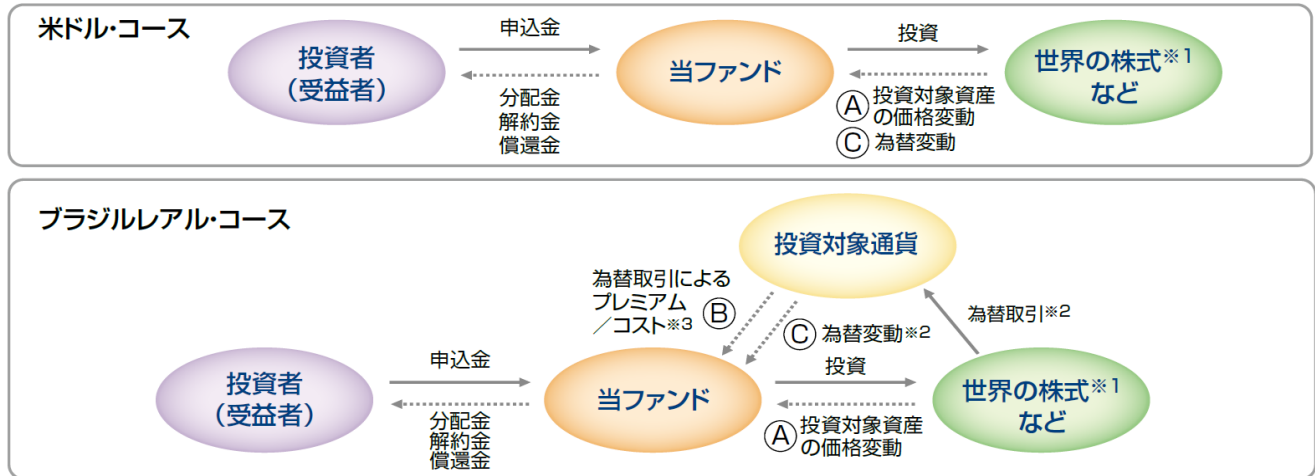 米ドル・コース
投資者
（受益者）
申込金
分配金
解約金
償還金
当ファンド
投資
Ⓐ 投資対象資産
の価格変動
Ⓒ 為替変動
世界の株式※1
など
ブラジルレアル・コース
投資対象通貨
為替取引による
プレミアム
／コスト※3 Ⓑ
Ⓒ 為替変動※2
為替取引※2
投資者
（受益者）
申込金
分配金
解約金
償還金
当ファンド
投資
Ⓐ 投資対象資産
の価格変動
世界の株式※1
など